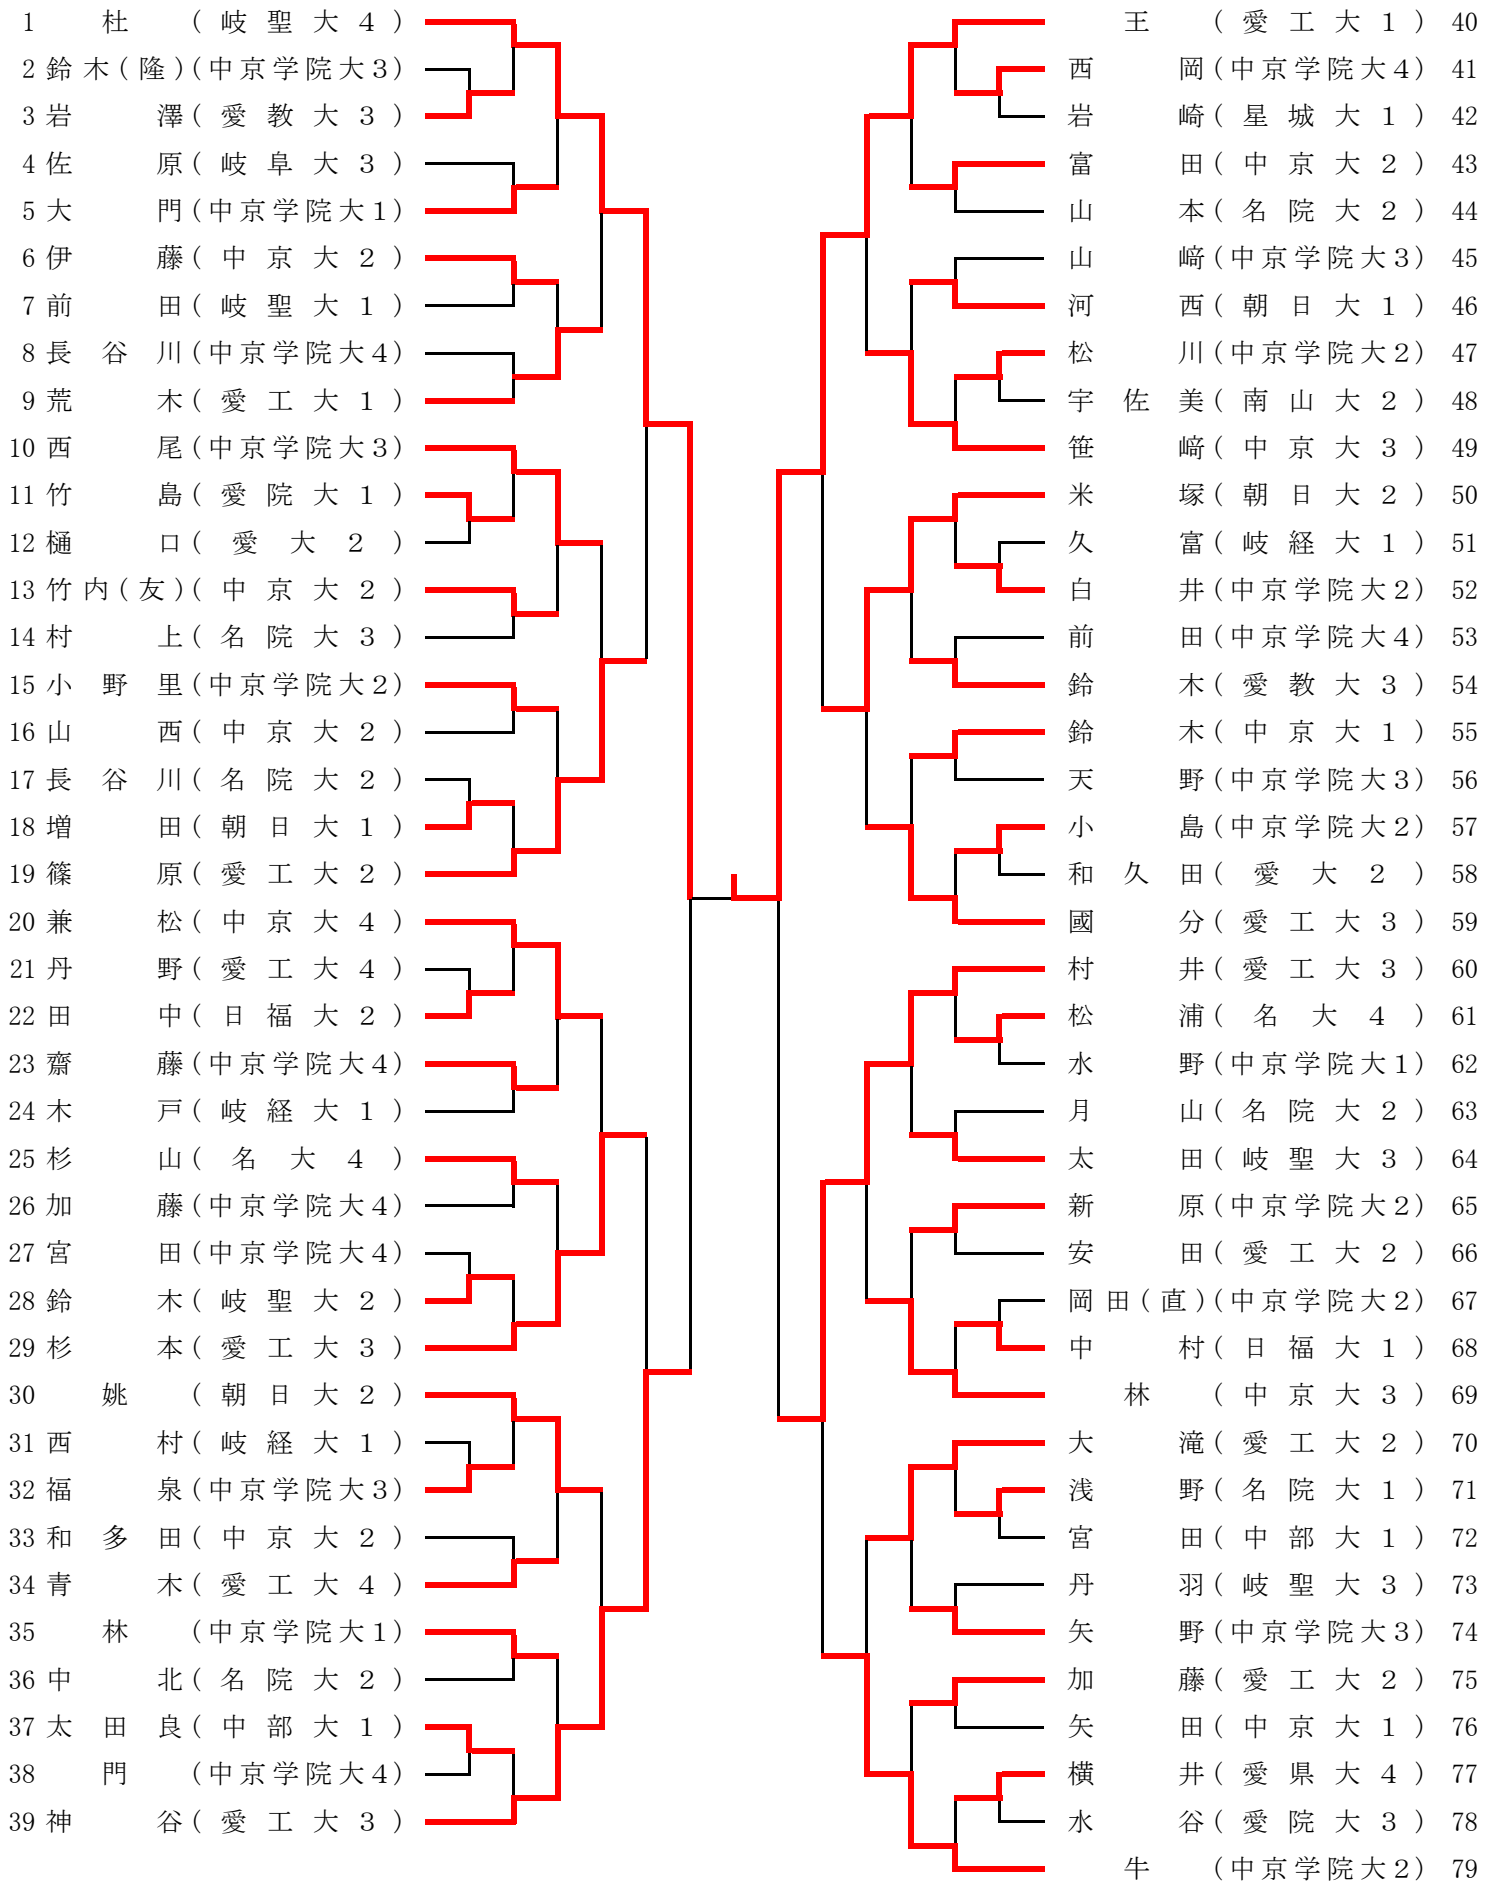 1 杜 (岐聖大4)
2 鈴木(隆)(中京学院大3)
3 岩澤(愛教大3)
4 佐原(岐阜大3)
5 大門(中京学院大1)
6 伊藤(中京大2)
7 前田(岐聖大1)
8 長谷川(中京学院大4)
9 荒木(愛工大1)
10 西尾(中京学院大3)
11 竹島(愛院大1)
12 樋口(愛大2)
13 竹内(友)(中京大2)
14 村上(名院大3)
15 小野里(中京学院大2)
16 山西(中京大2)
17 長谷川(名院大2)
18 増田(朝日大1)
19 篠原(愛工大2)
20 兼松(中京大4)
21 丹野(愛工大4)
22 田中(日福大2)
23 齋藤(中京学院大4)
24 木戸(岐経大1)
25 杉山(名大4)
26 加藤(中京学院大4)
27 宮田(中京学院大4)
28 鈴木(岐聖大2)
29 杉本(愛工大3)
30 姚 (朝日大2)
31 西村(岐経大1)
32 福泉(中京学院大3)
33 和多田(中京大2)
34 青木(愛工大4)
35 林 (中京学院大1)
36 中北(名院大2)
37 太田良(中部大1)
38 門 (中京学院大4)
39 神谷(愛工大3)
王 (愛工大1) 40
西岡(中京学院大4) 41
岩崎(星城大1) 42
富田(中京大2) 43
山本(名院大2) 44
山﨑(中京学院大3) 45
河西(朝日大1) 46
松川(中京学院大2) 47
宇佐美(南山大2) 48
笹﨑(中京大3) 49
米塚(朝日大2) 50
久富(岐経大1) 51
白井(中京学院大2) 52
前田(中京学院大4) 53
鈴木(愛教大3) 54
鈴木(中京大1) 55
天野(中京学院大3) 56
小島(中京学院大2) 57
和久田(愛大2) 58
國分(愛工大3) 59
村井(愛工大3) 60
松浦(名大4) 61
水野(中京学院大1) 62
月山(名院大2) 63
太田(岐聖大3) 64
新原(中京学院大2) 65
安田(愛工大2) 66
岡田(直)(中京学院大2) 67
中村(日福大1) 68
林 (中京大3) 69
大滝(愛工大2) 70
浅野(名院大1) 71
宮田(中部大1) 72
丹羽(岐聖大3) 73
矢野(中京学院大3) 74
加藤(愛工大2) 75
矢田(中京大1) 76
横井(愛県大4) 77
水谷(愛院大3) 78
牛 (中京学院大2) 79